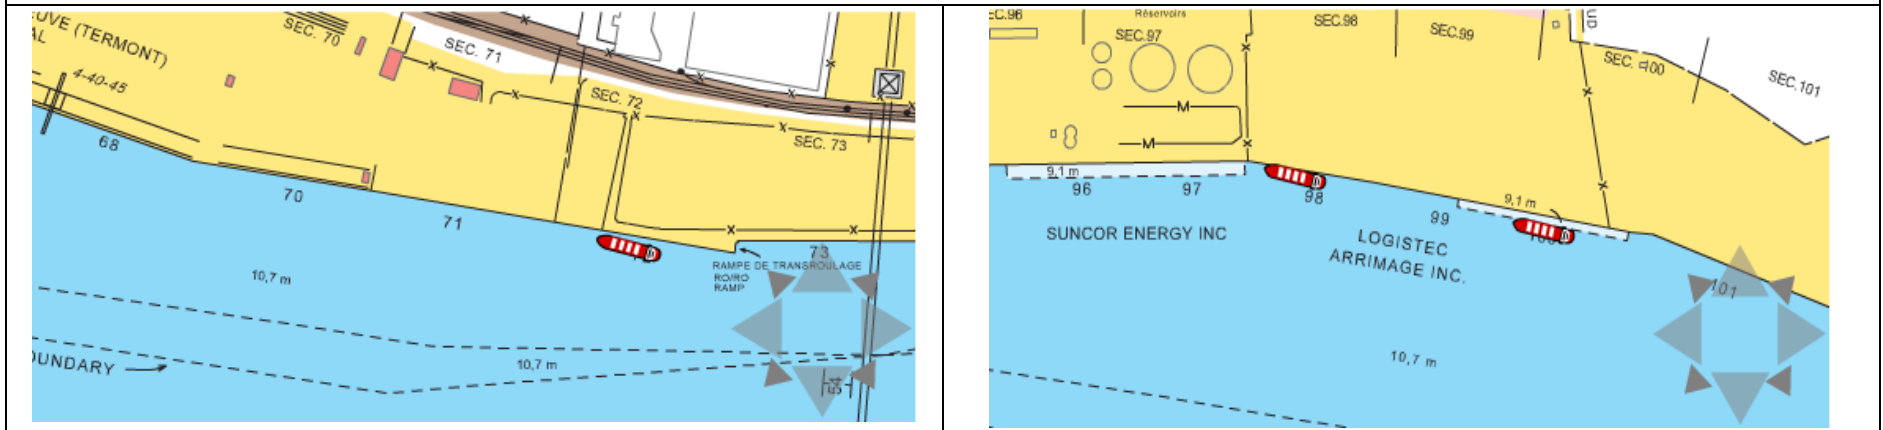 UVE (TERMONT)
AL
SEC. 70
SEC. 71
4-40-45
SEC. 72
SEC. 73
68
70
71
73
RAMPE DE TRANSROULAGE
RO/RO
RAMP
10,7 m
10,7 m
OUNDARY
SEC.96
Réservoirs
SEC.97
SEC.98
SEC.99
SEC. 100
SEC.101
M
M
9,1 m
96
97
98
99
9,1 m
SUNCOR ENERGY INC
LOGISTEC
ARRIMAGE INC.
101
10,7 m